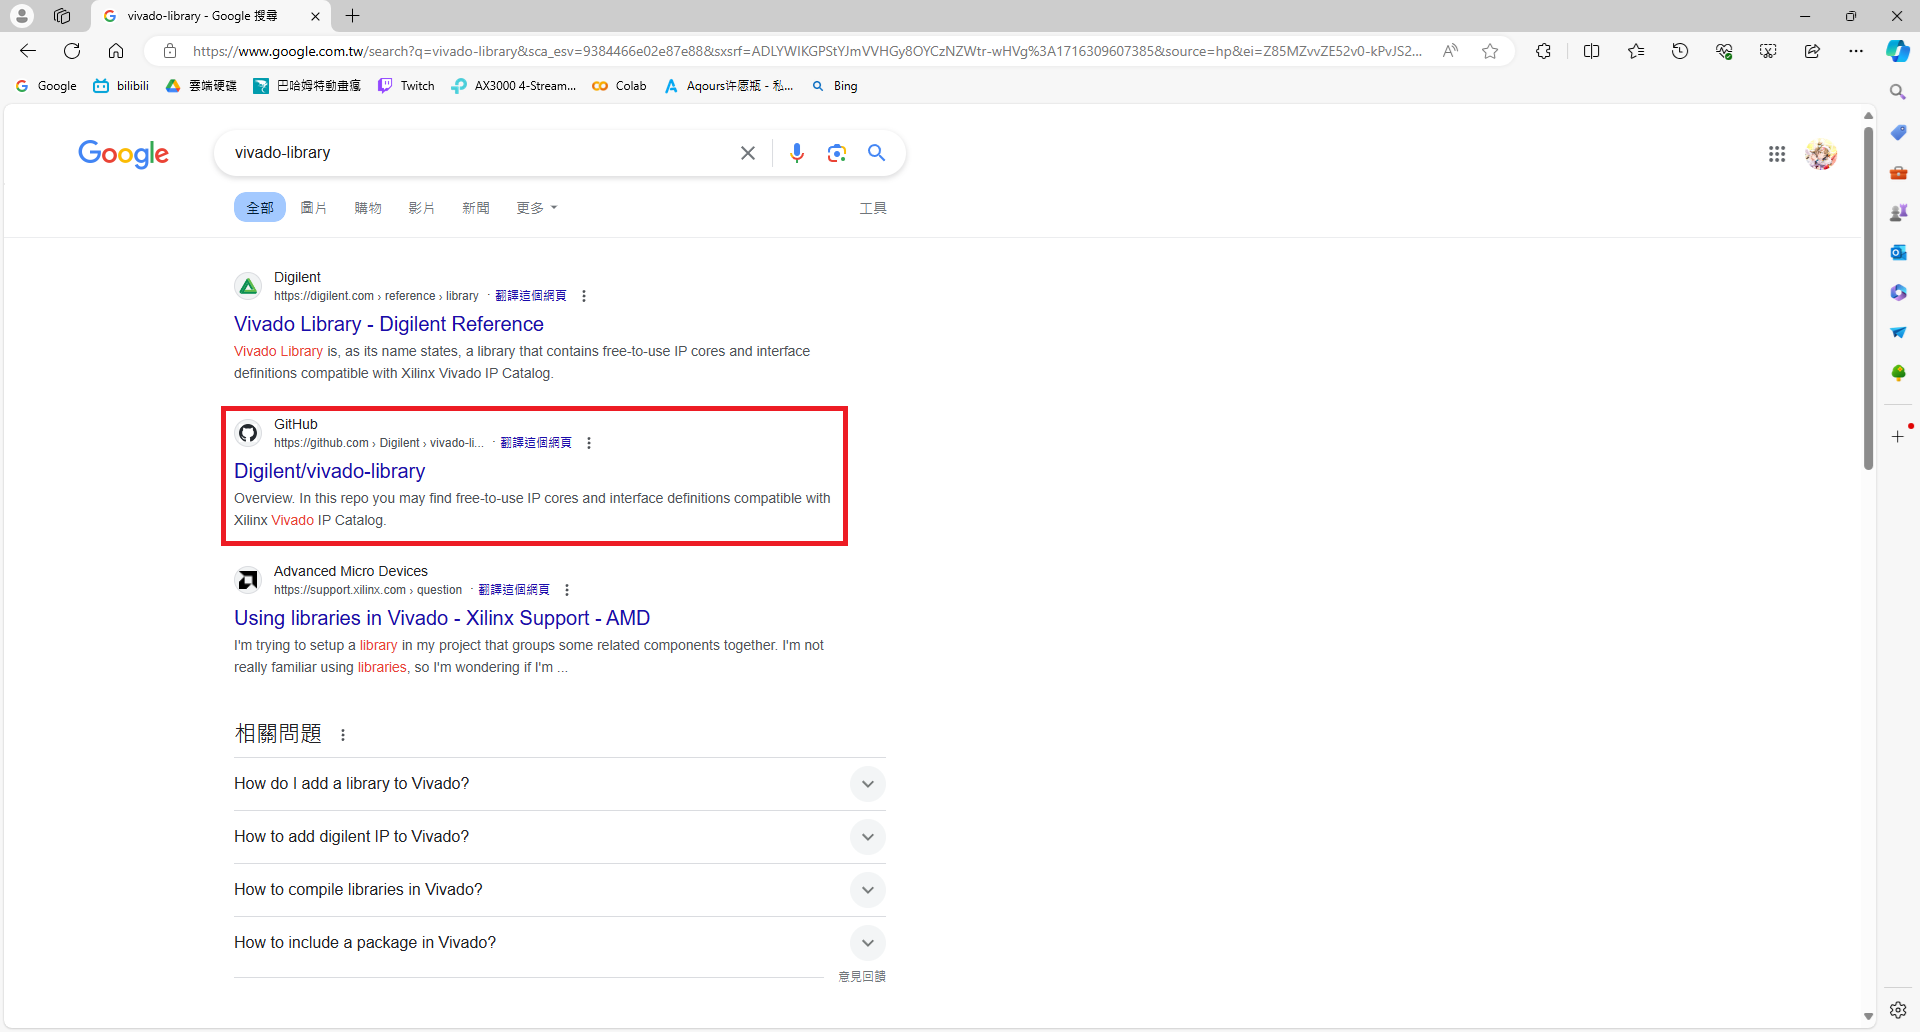 vivado-library - Google 搜尋
https://www.google.com.tw/search?q=vivado-library&sca_esv=9384466e02e87e88&sxsrf=ADLYWIKGPStYJmVVHGy8OYCzNZWtr-wHVg%3A1716309607385&source=hp&ei=Z85MZvvZE52v0-kPvJS2...
Google
bilibili
雲端硬碟
巴哈姆特動畫瘋
Twitch
AX3000 4-Stream...
Colab
Aqours许愿瓶 - 私...
Bing
Google
vivado-library
全部
圖片
購物
影片
新聞
更多
工具
Digilent
https://digilent.com › reference › library · 翻譯這個網頁
Vivado Library - Digilent Reference
Vivado Library is, as its name states, a library that contains free-to-use IP cores and interface
definitions compatible with Xilinx Vivado IP Catalog.
GitHub
https://github.com › Digilent › vivado-li... · 翻譯這個網頁
Digilent/vivado-library
Overview. In this repo you may find free-to-use IP cores and interface definitions compatible with
Xilinx Vivado IP Catalog.
Advanced Micro Devices
https://support.xilinx.com › question · 翻譯這個網頁
Using libraries in Vivado - Xilinx Support - AMD
I'm trying to setup a library in my project that groups some related components together. I'm not
really familiar using libraries, so I'm wondering if I'm ...
相關問題
How do I add a library to Vivado?
How to add digilent IP to Vivado?
How to compile libraries in Vivado?
How to include a package in Vivado?
意見回饋